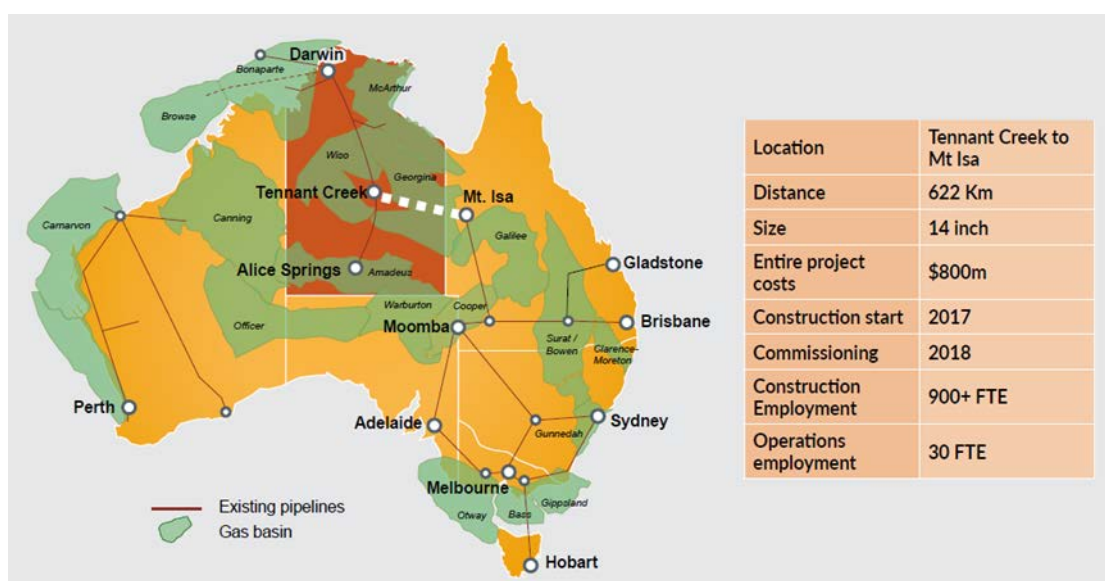 Darwin
Bonaparte
McArthur
Browse
Wiso
Georgina
Tennant Creek
Mt. Isa
Carnarvon
Canning
Galilee
Gladstone
Alice Springs
Amadeus
Warburton
Cooper
Officer
Moomba
Brisbane
Surat /
Bowen
Clarence-
Moreton
Perth
Adelaide
Sydney
Gunnedah
Melbourne
Gippsland
Otway
Bass
Hobart
Existing pipelines
Gas basin
Location Tennant Creek to
Mt Isa
Distance 622 Km
Size 14 inch
Entire project
costs $800m
Construction start 2017
Commissioning 2018
Construction
Employment 900+ FTE
Operations
employment 30 FTE